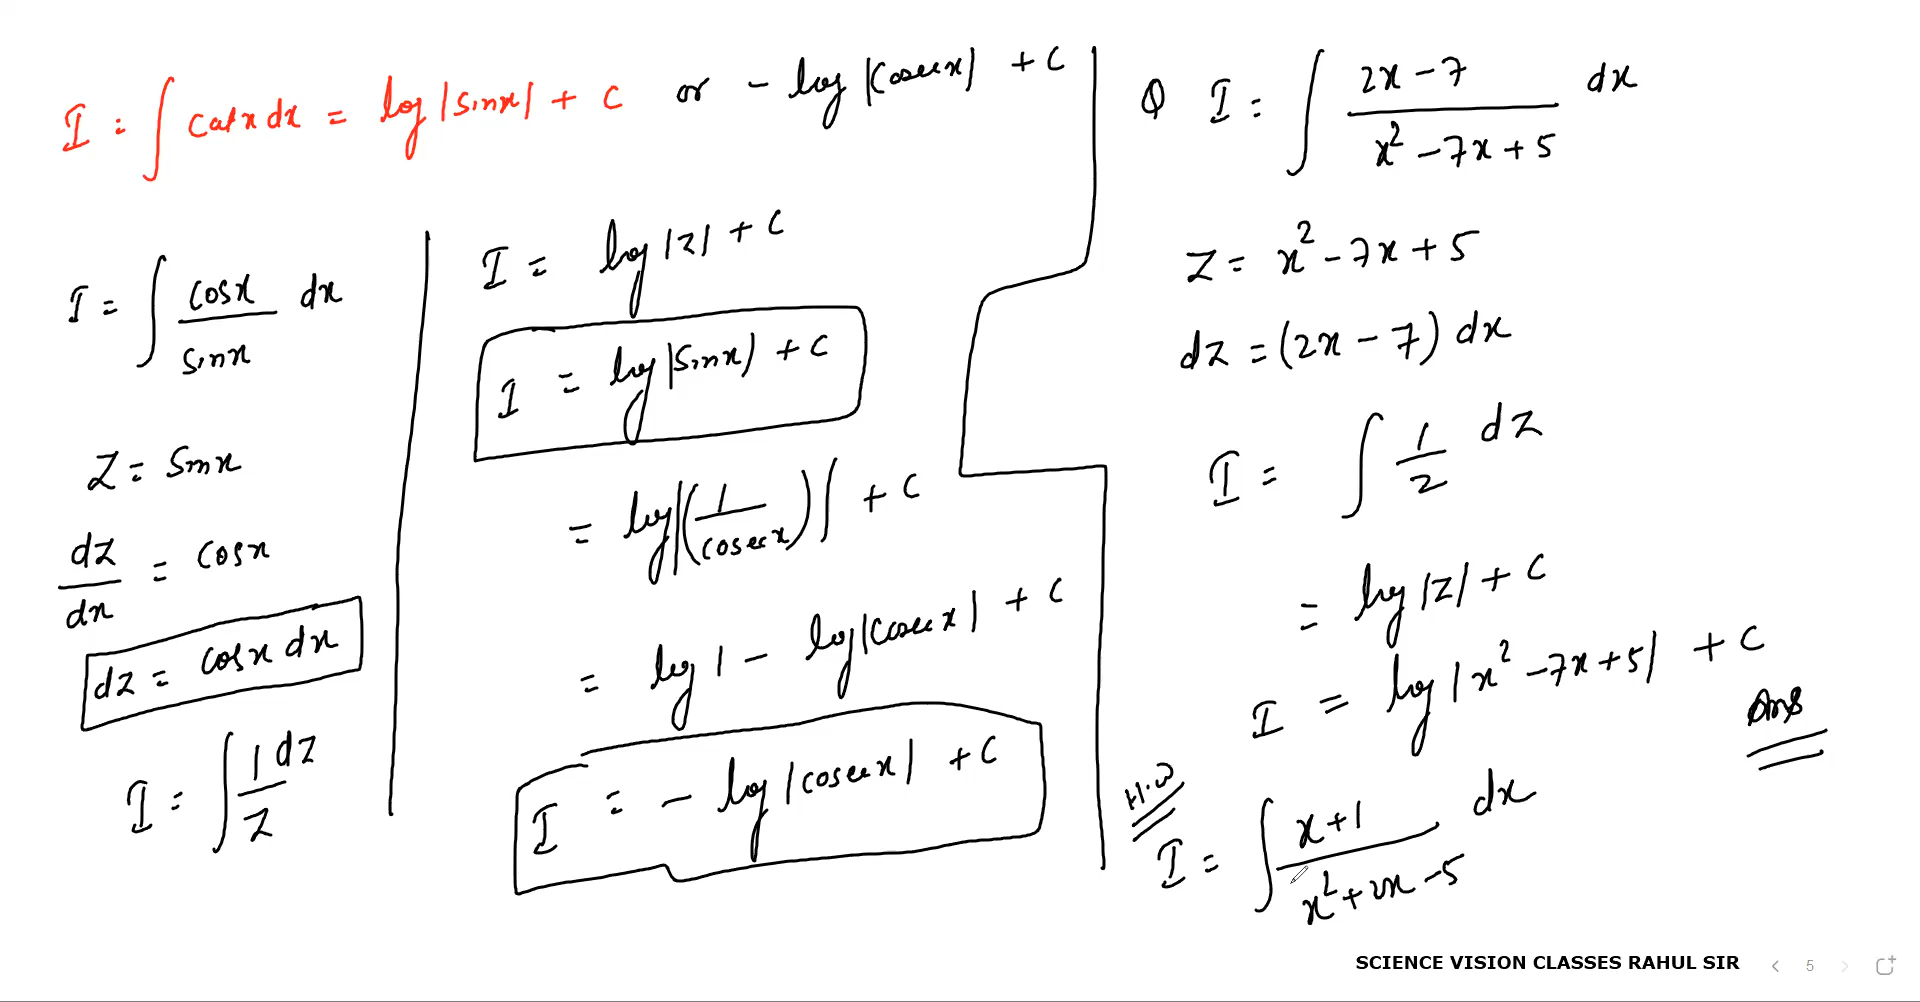 I = ∫ cotx dx = log|sinx| + c or - log|cosecx| + c
I = ∫ cosx/sinx dx
Z = sinx
dz/dx = cosx
dz = cosx dx
I = ∫ 1/z dz
I = log|z| + c
I = log|sinx| + c
= log|(1/cosecx)| + c
= log 1 - log|cosecx| + c
I = - log|cosecx| + c
Q I = ∫ 2x-7/x²-7x+5 dx
Z = x²-7x+5
dz = (2x-7) dx
I = ∫ 1/z dz
= log|z| + c
I = log|x²-7x+5| + c
Ans
H.W
I = ∫ x+1/x²+2x-5 dx
SCIENCE VISION CLASSES RAHUL SIR
5